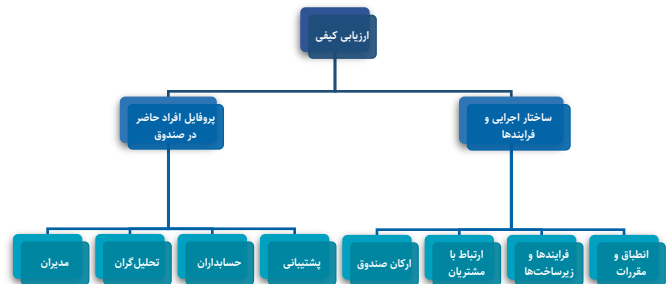 ارزیابی کیفی
ساختار اجرایی و
فرایندها
پروفایل افراد حاضر
در صندوق
انطباق و
مقررات
فرایندها و
زیرساخت‌ها
ارتباط با
مشتریان
ارکان صندوق
پشتیبانی
حسابداران
تحلیل‌گران
مدیران